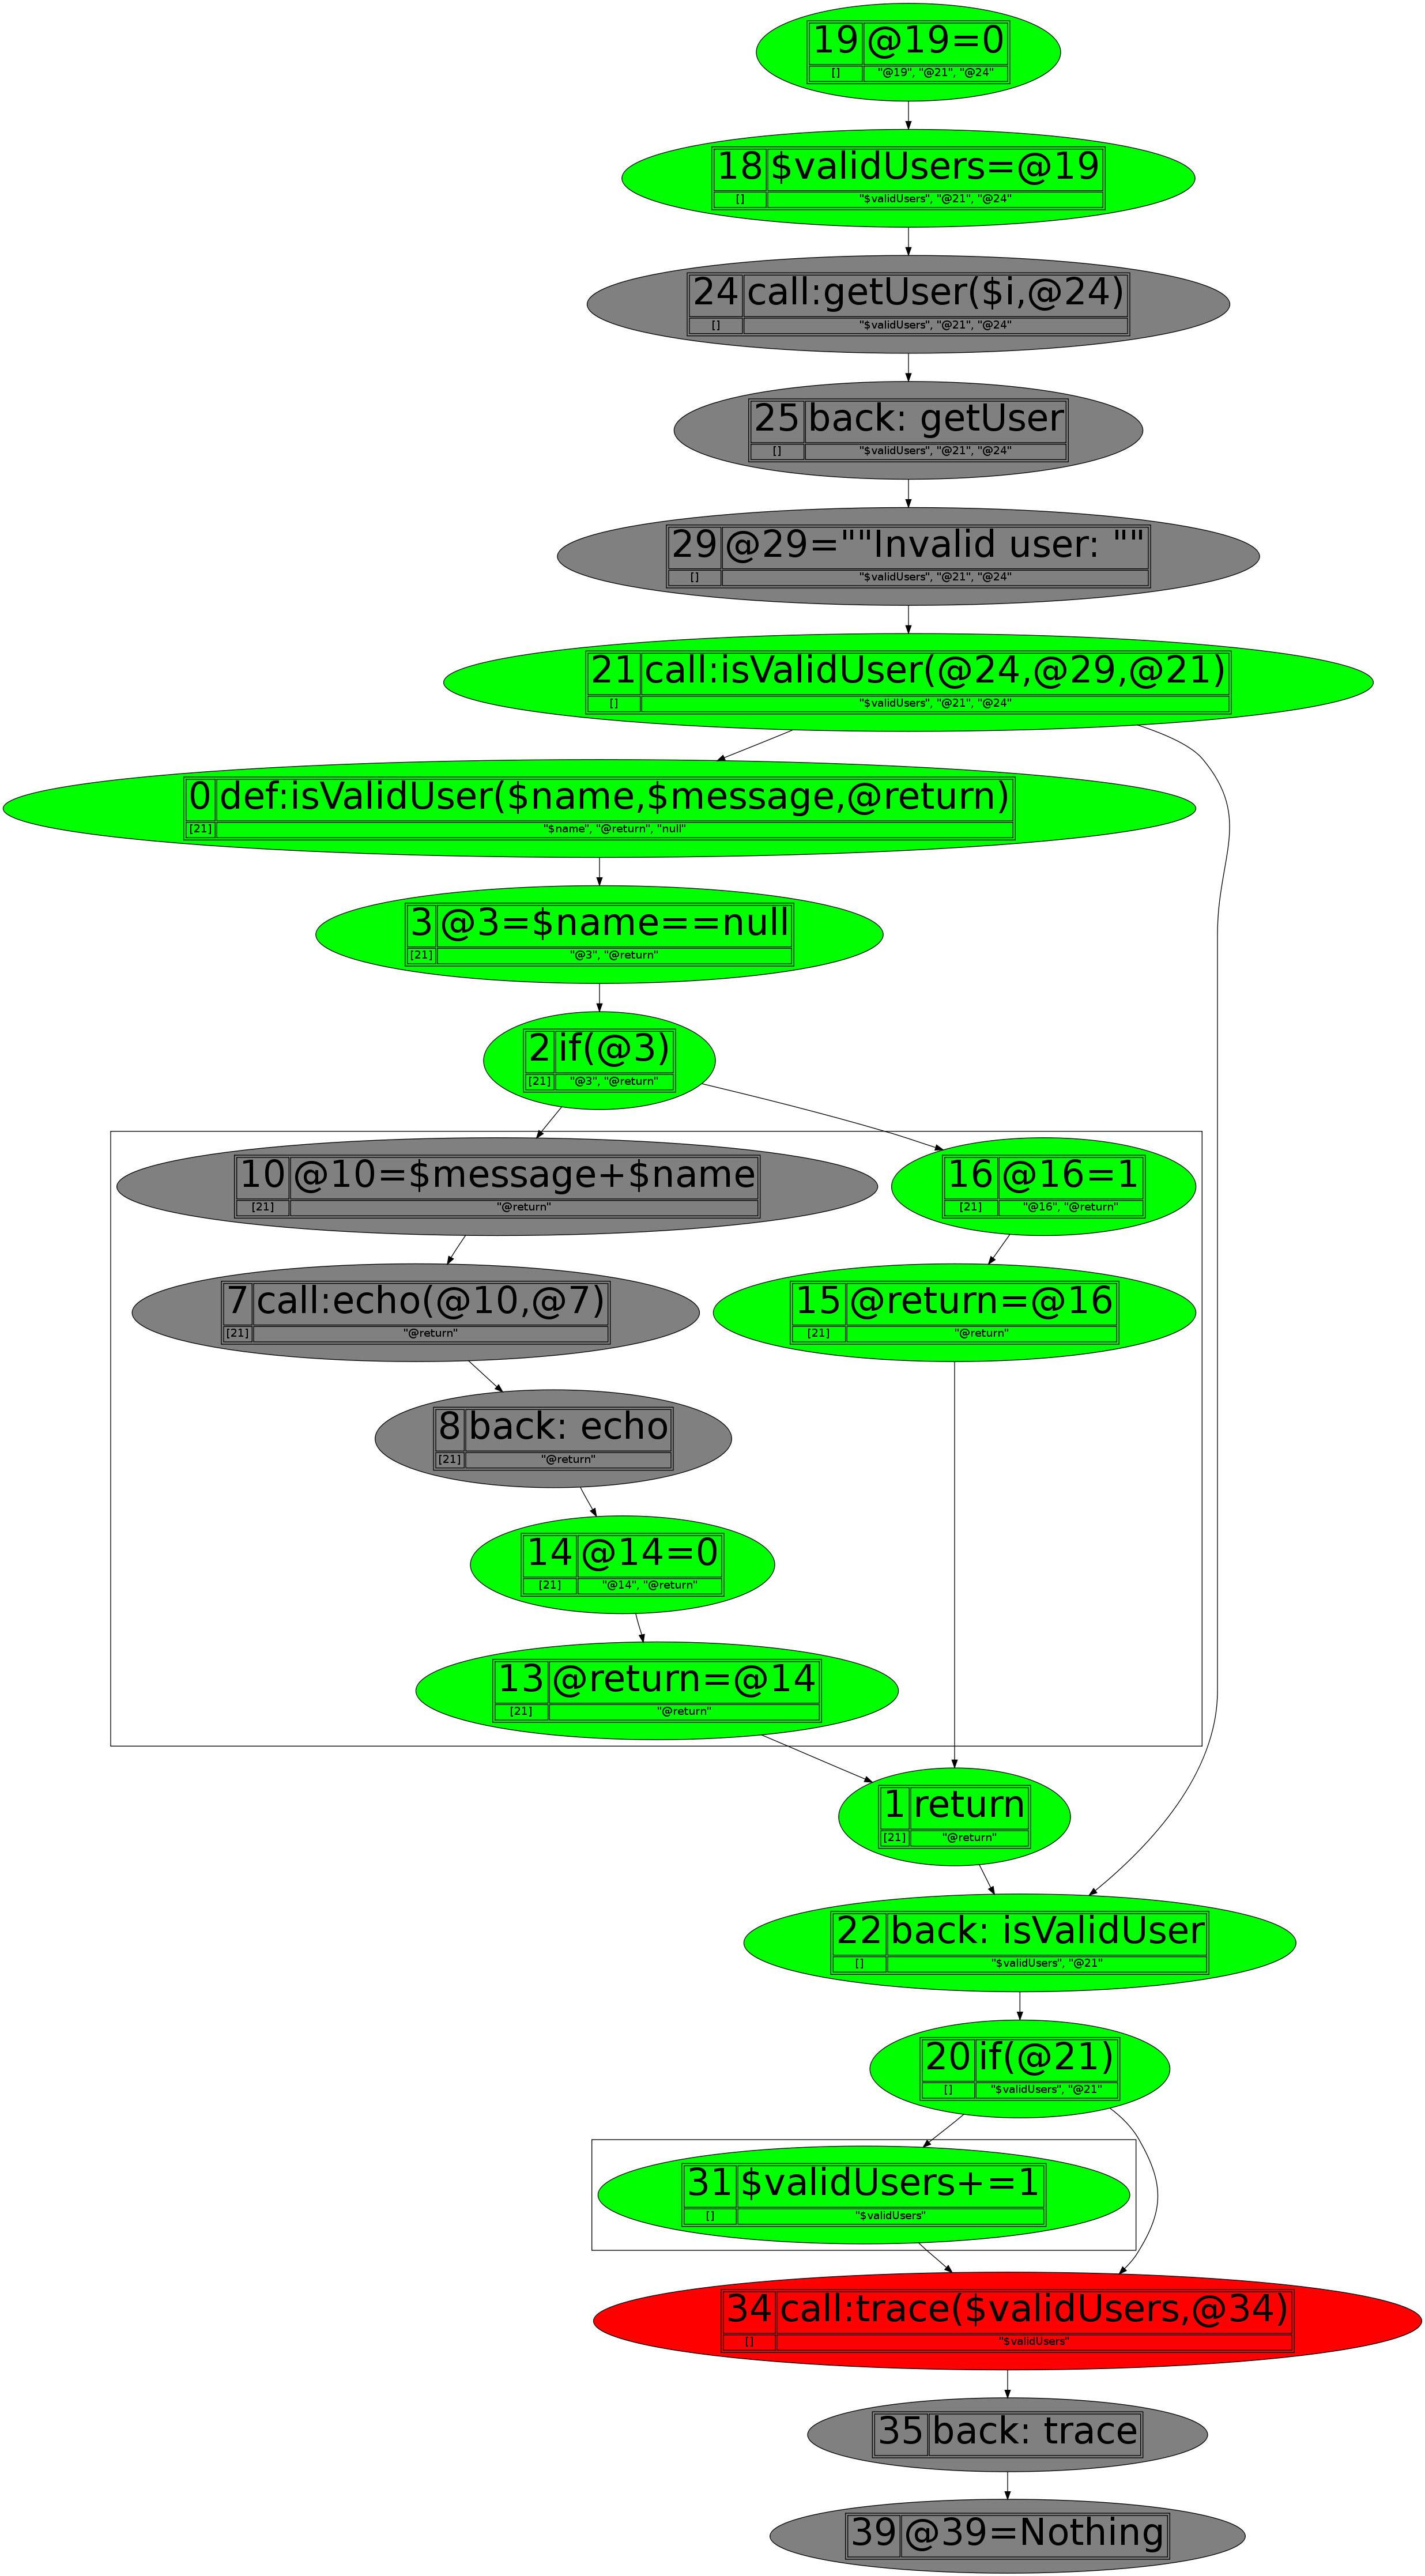 19 @19=0
[] "@19", "@21", "@24"
18 $validUsers=@19
[] "$validUsers", "@21", "@24"
24 call:getUser($i,@24)
[] "$validUsers", "@21", "@24"
25 back: getUser
[] "$validUsers", "@21", "@24"
29 @29=""Invalid user: ""
[] "$validUsers", "@21", "@24"
21 call:isValidUser(@24,@29,@21)
[] "$validUsers", "@21", "@24"
0 def:isValidUser($name,$message,@return)
[21] "$name", "@return", "null"
3 @3=$name==null
[21] "@3", "@return"
2 if(@3)
[21] "@3", "@return"
10 @10=$message+$name
[21] "@return"
16 @16=1
[21] "@16", "@return"
7 call:echo(@10,@7)
[21] "@return"
15 @return=@16
[21] "@return"
8 back: echo
[21] "@return"
14 @14=0
[21] "@14", "@return"
13 @return=@14
[21] "@return"
1 return
[21] "@return"
22 back: isValidUser
[] "$validUsers", "@21"
20 if(@21)
[] "$validUsers", "@21"
31 $validUsers+=1
[] "$validUsers"
34 call:trace($validUsers,@34)
[] "$validUsers"
35 back: trace
39 @39=Nothing